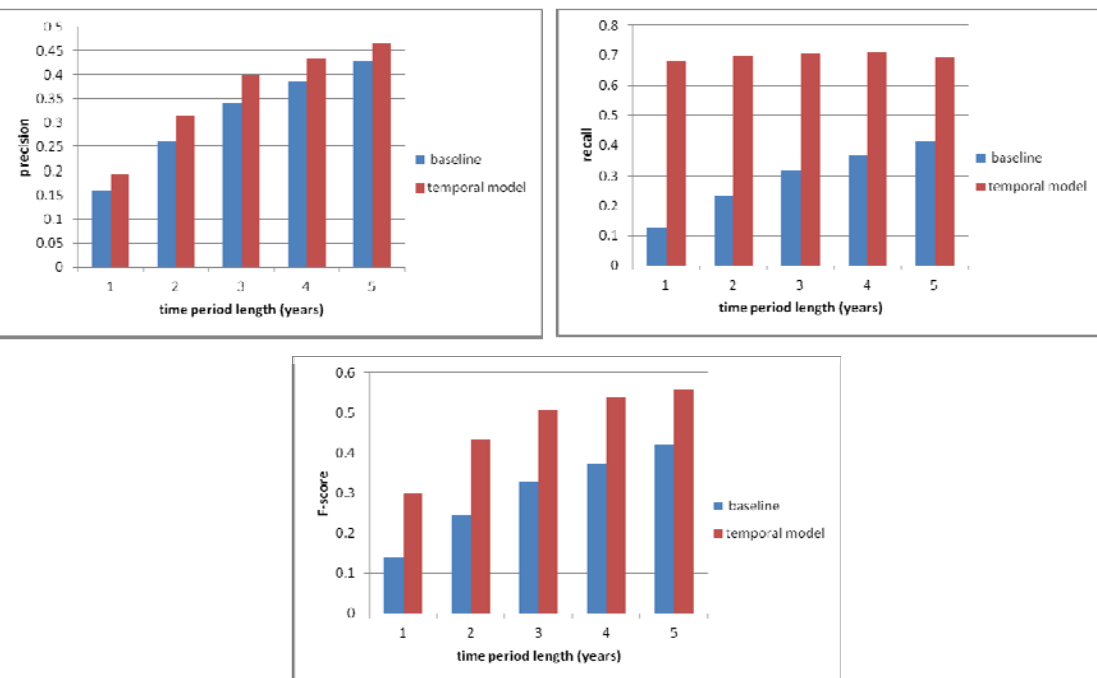 0.5
0.45
0.4
0.35
0.3
0.25
0.2
0.15
0.1
0.05
0
precision
1 2 3 4 5
time period length (years)
baseline
temporal model
0.8
0.7
0.6
0.5
0.4
0.3
0.2
0.1
0
recall
1 2 3 4 5
time period length (years)
baseline
temporal model
0.6
0.5
0.4
0.3
0.2
0.1
0
F-score
1 2 3 4 5
time period length (years)
baseline
temporal model